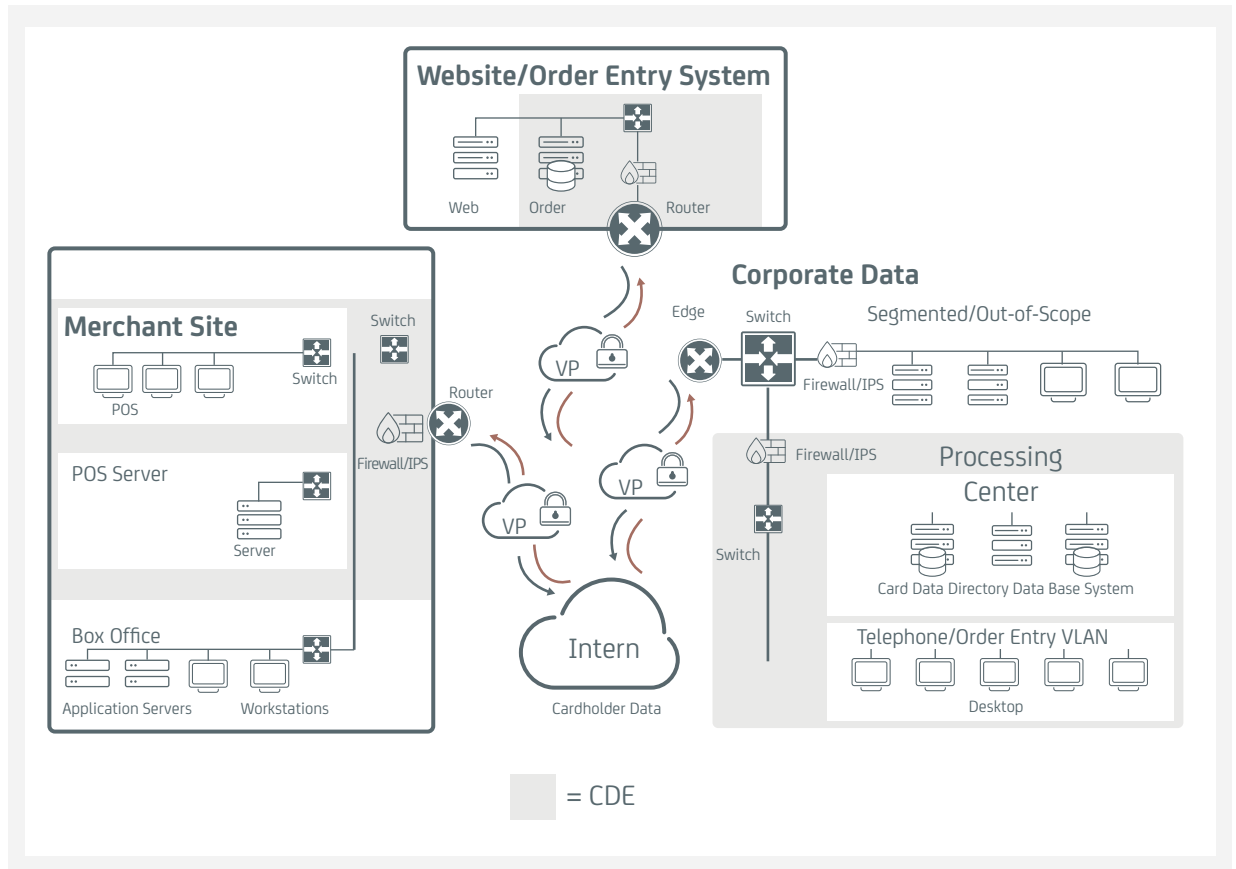 Website/Order Entry System
Web
Order
Router
Corporate Data
Merchant Site
Switch
Switch
POS
Router
Firewall/IPS
POS Server
Server
Box Office
Application Servers
Workstations
VP
VP
VP
Intern
Cardholder Data
Edge
Switch
Segmented/Out-of-Scope
Firewall/IPS
Firewall/IPS
Switch
Processing
Center
Card Data Directory Data Base System
Telephone/Order Entry VLAN
Desktop
= CDE